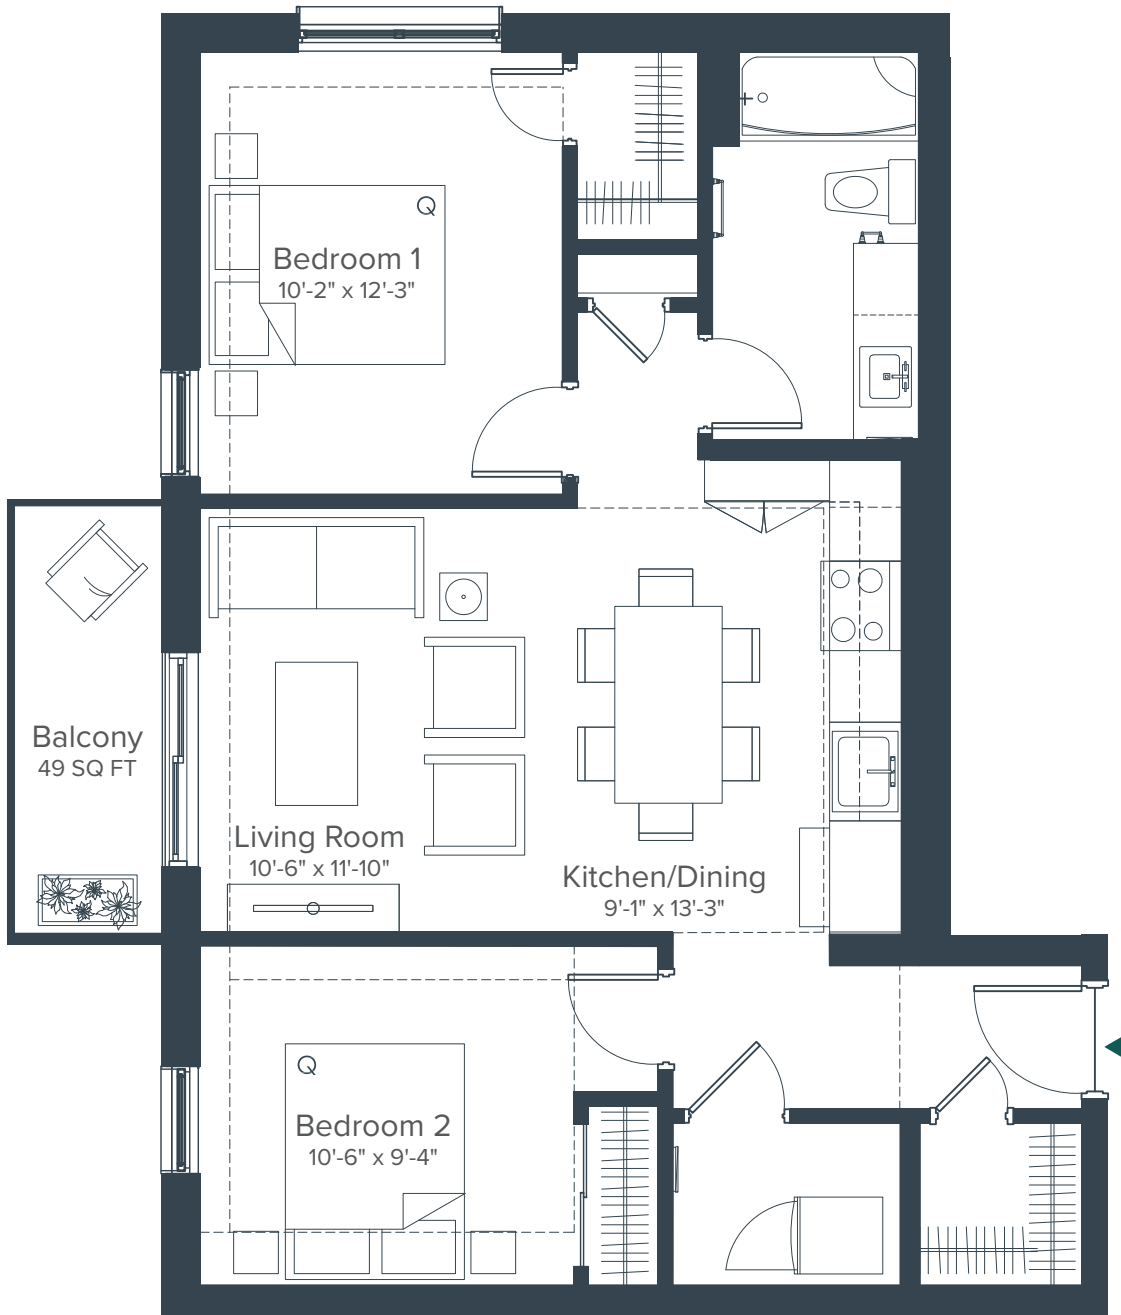 Q
Bedroom 1
10'-2" x 12'-3"
Balcony
49 SQ FT
Living Room
10'-6" x 11'-10"
Kitchen/Dining
9'-1" x 13'-3"
Q
Bedroom 2
10'-6" x 9'-4"